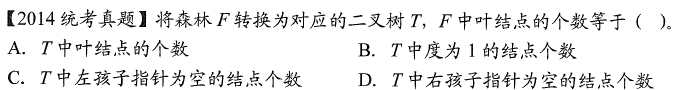 【2014 统考真题】将森林 F 转换为对应的二叉树 T，F 中叶结点的个数等于（ ）。
A. T 中叶结点的个数 B. T 中度为 1 的结点个数
C. T 中左孩子指针为空的结点个数 D. T 中右孩子指针为空的结点个数